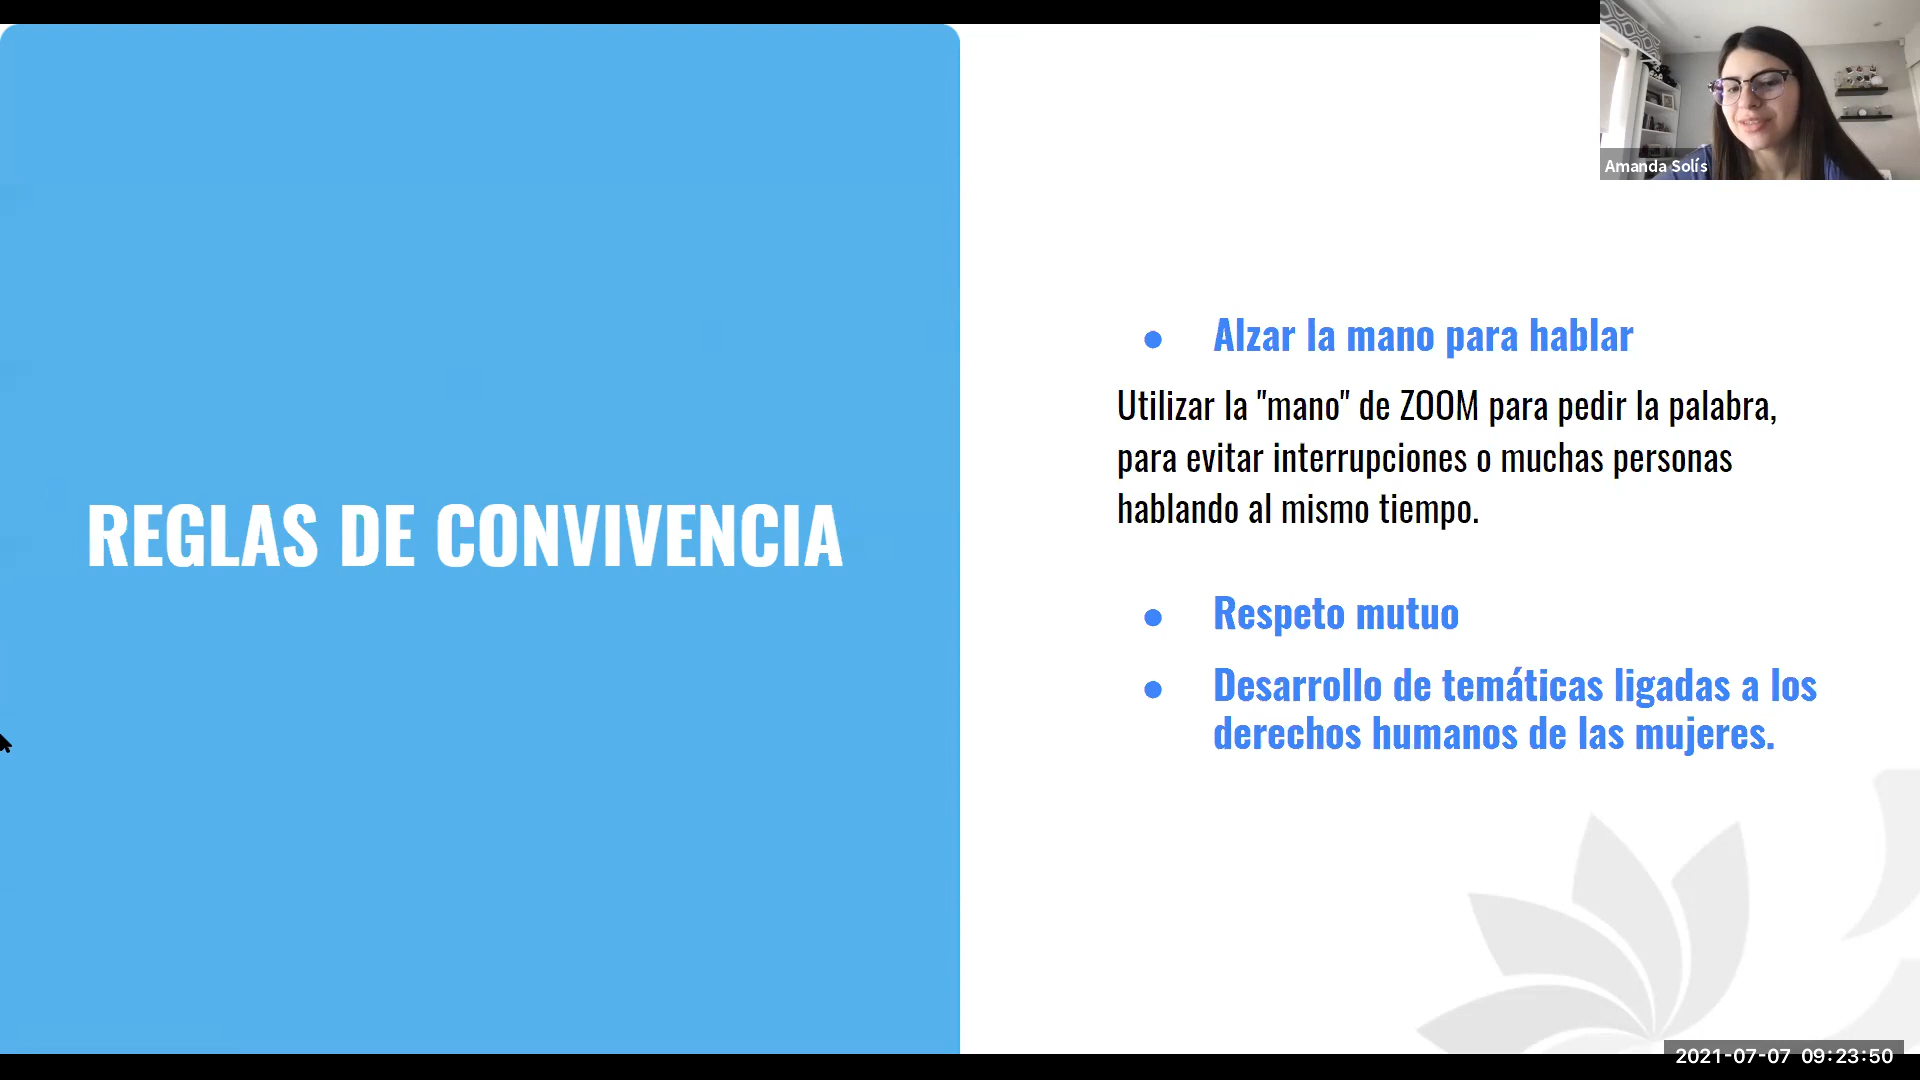 Amanda Solís
REGLAS DE CONVIVENCIA
● Alzar la mano para hablar
Utilizar la "mano" de ZOOM para pedir la palabra,
para evitar interrupciones o muchas personas
hablando al mismo tiempo.
● Respeto mutuo
● Desarrollo de temáticas ligadas a los
derechos humanos de las mujeres.
2021-07-07 09:23:50